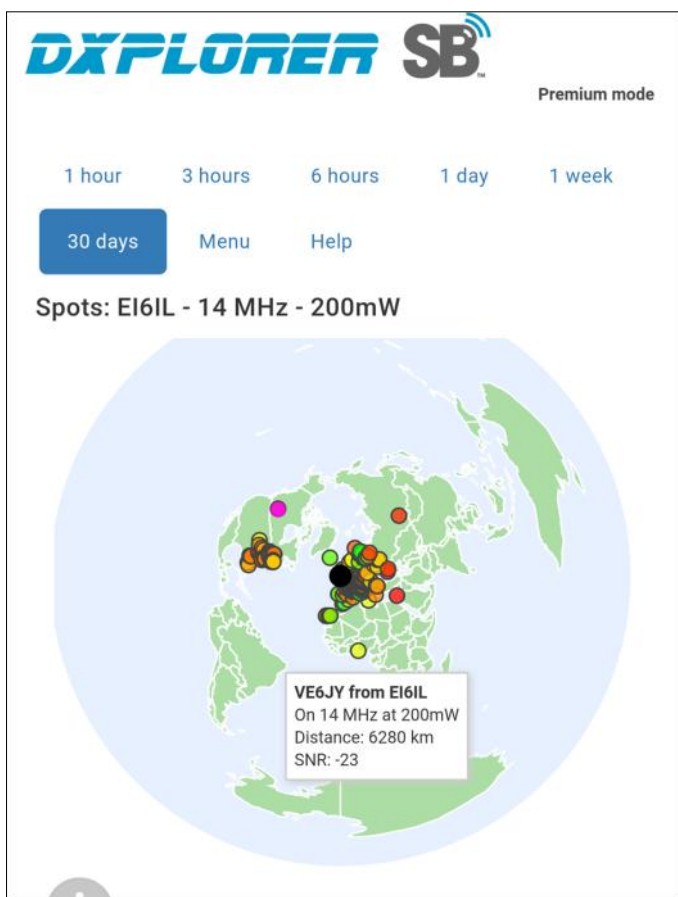 DXPLORER SB™
Premium mode
1 hour 3 hours 6 hours 1 day 1 week
30 days Menu Help
Spots: EI6IL - 14 MHz - 200mW
VE6JY from EI6IL
On 14 MHz at 200mW
Distance: 6280 km
SNR: -23